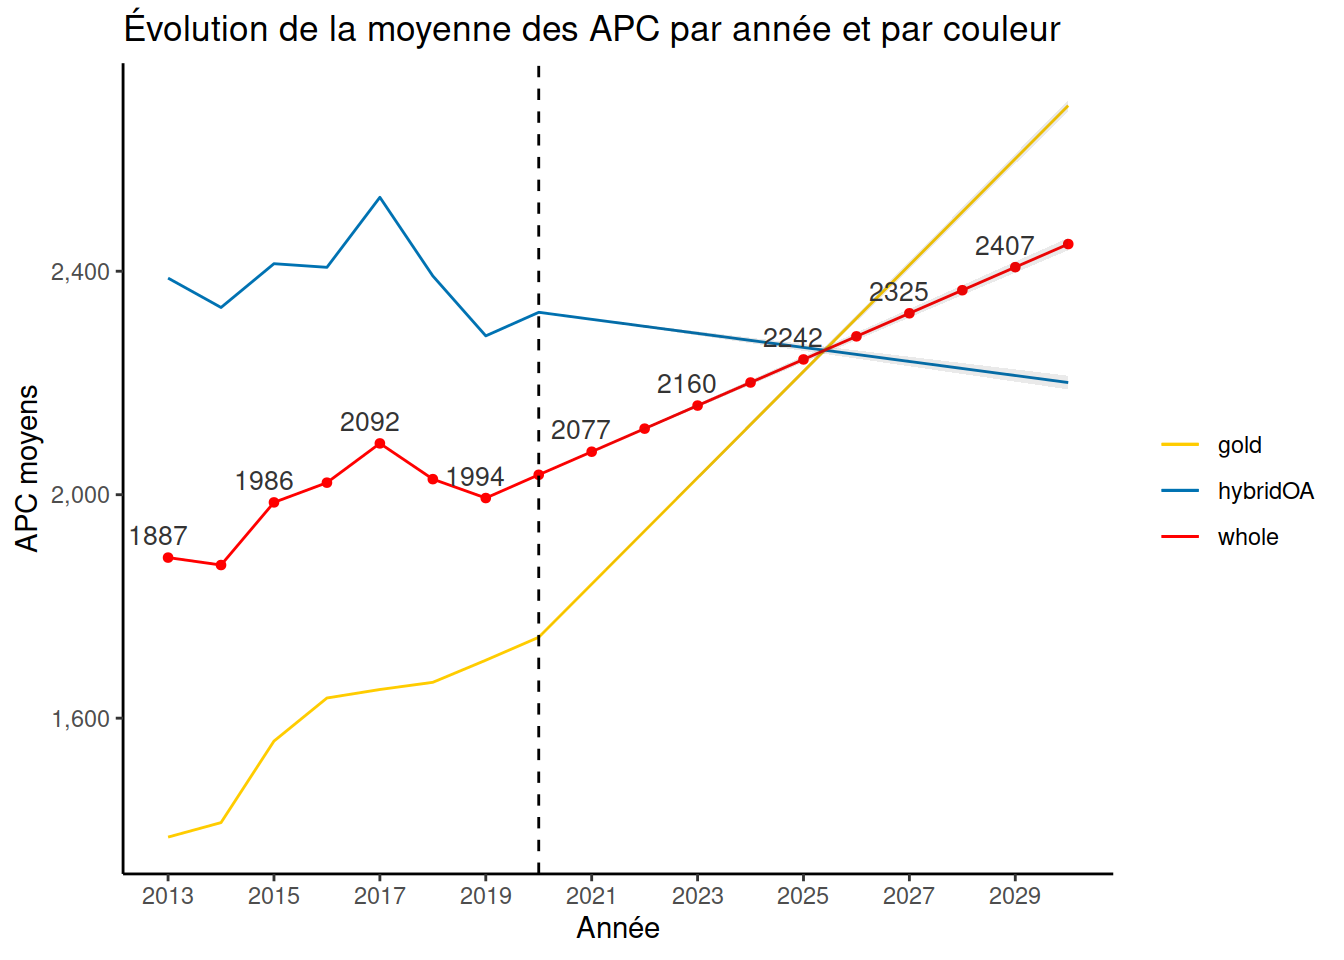 Évolution de la moyenne des APC par année et par couleur
APC moyens
2,400
2,000
1,600
1887
1986
2092
1994
2077
2160
2242
2325
2407
2013 2015 2017 2019 2021 2023 2025 2027 2029
Année
gold
hybridOA
whole